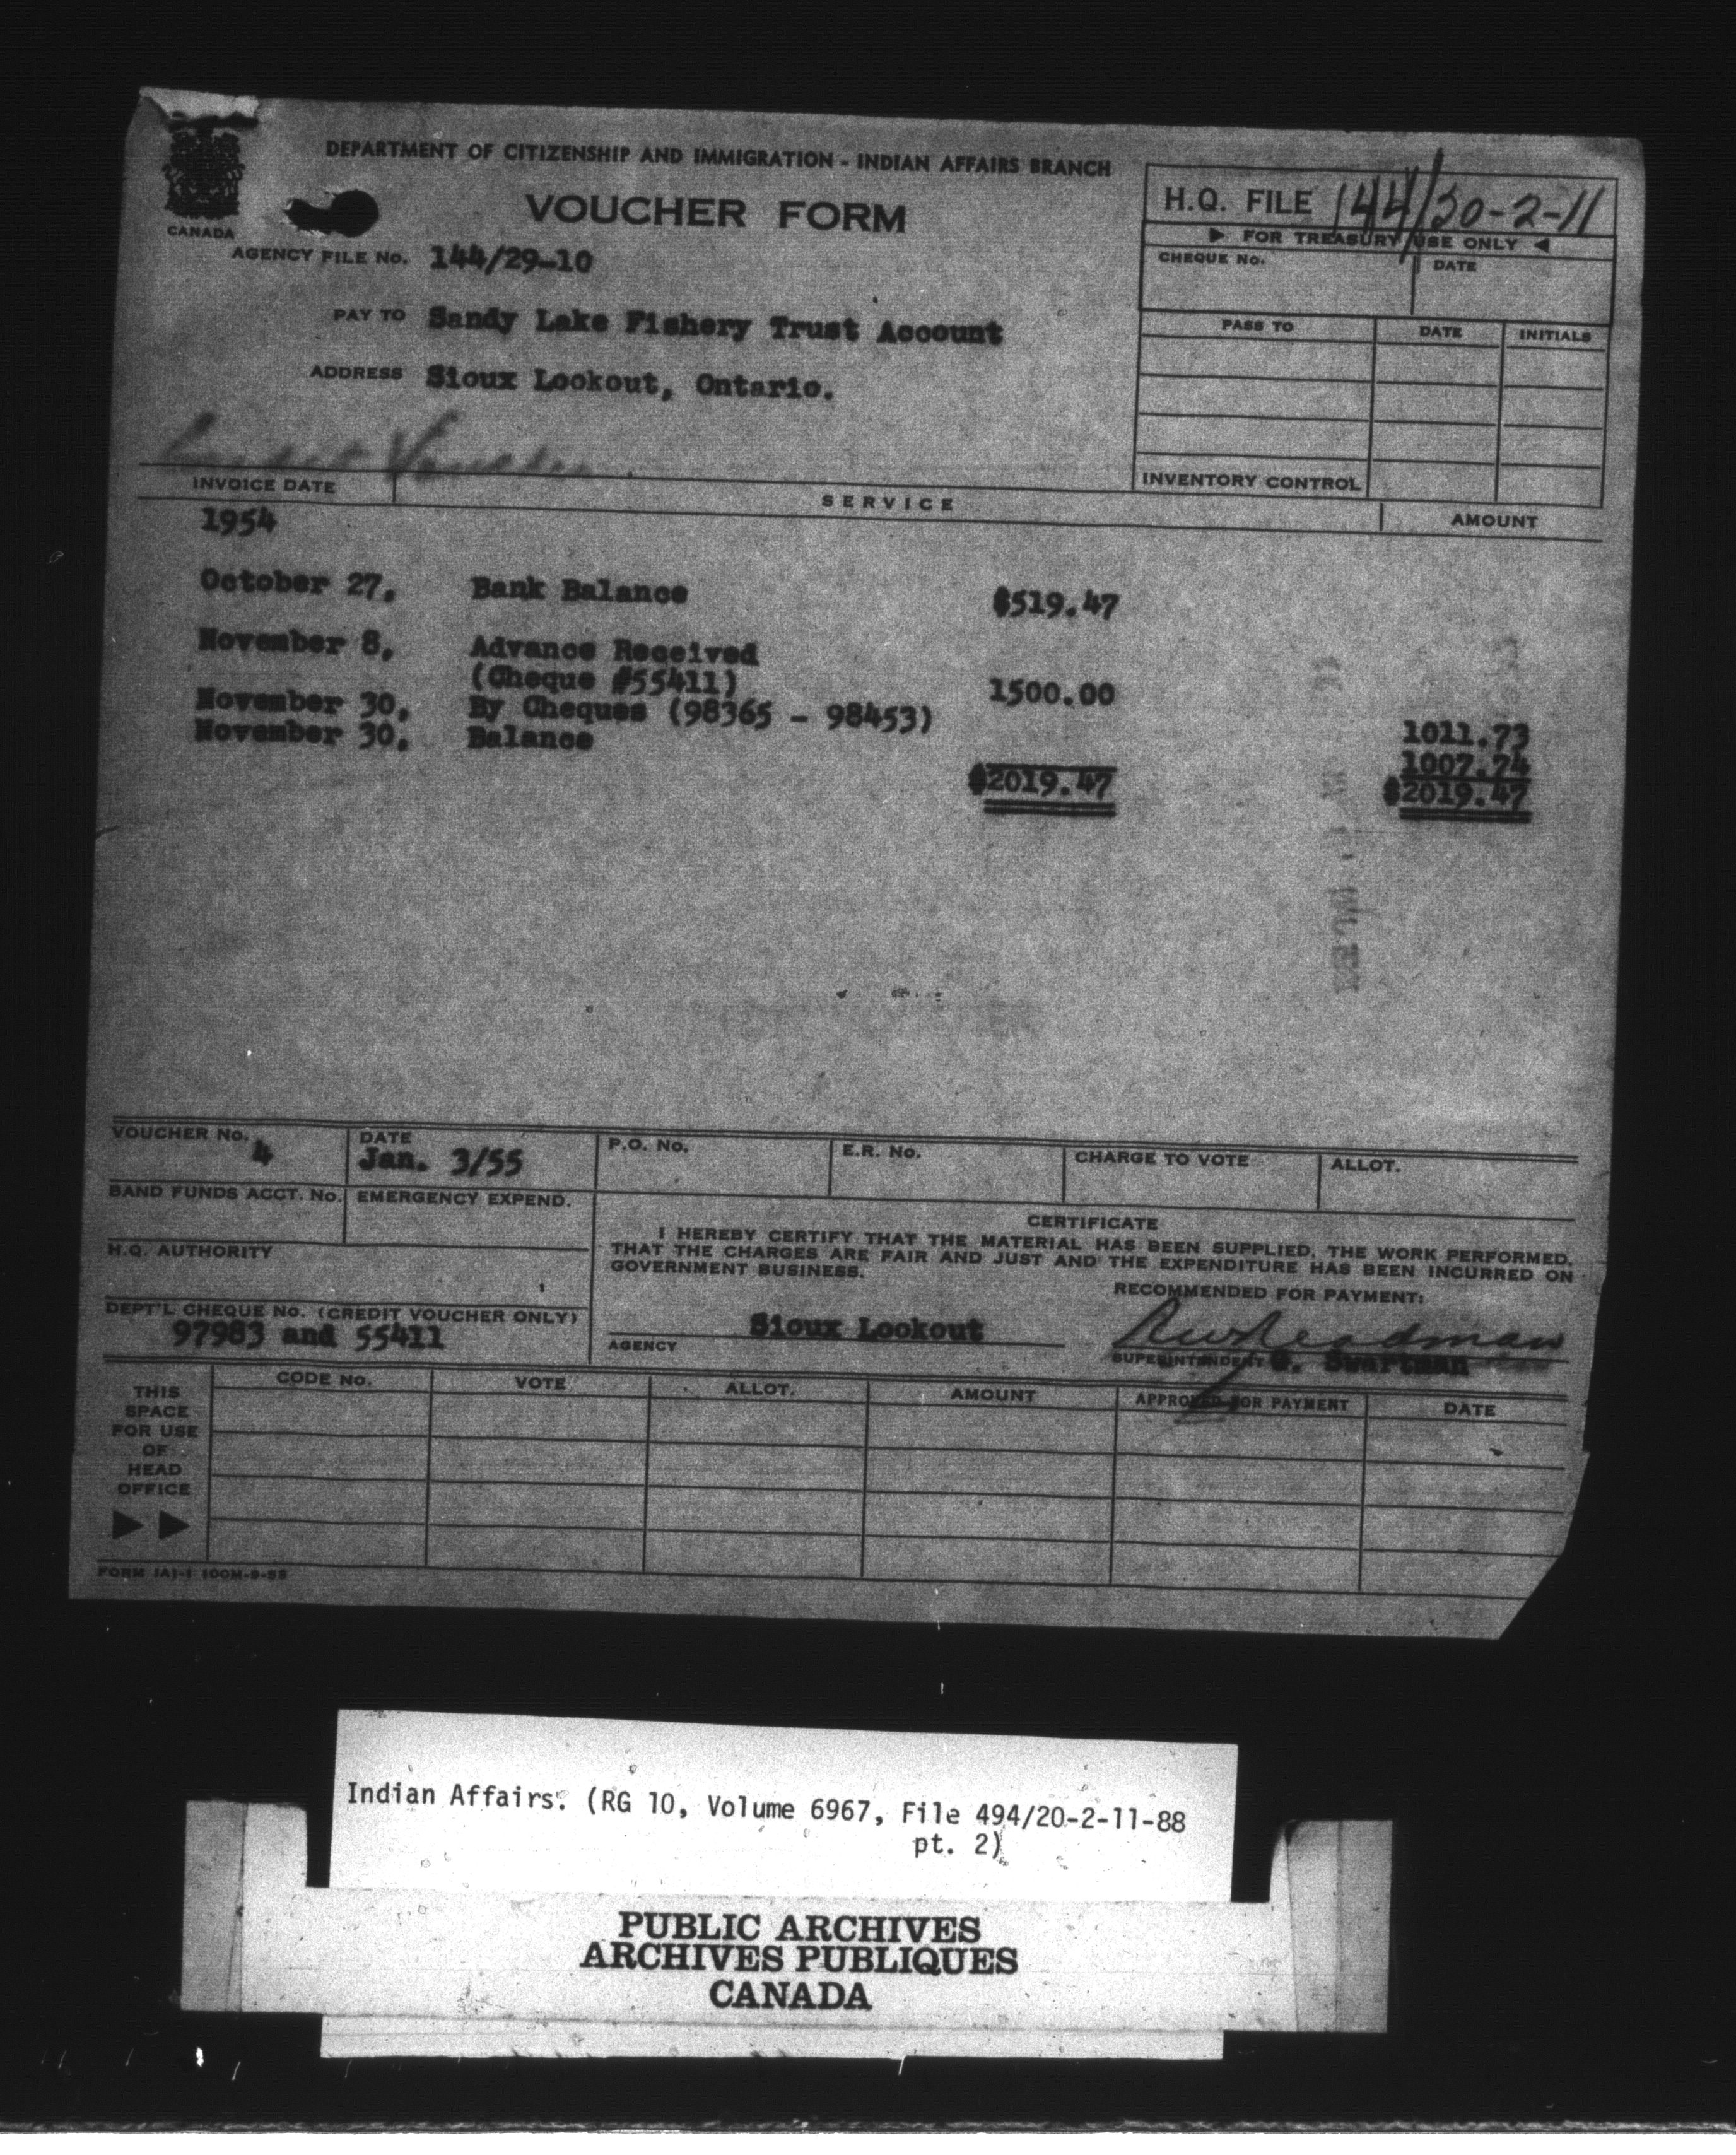 DEPARTMENT OF CITIZENSHIP AND IMMIGRATION - INDIAN AFFAIRS BRANCH
VOUCHER FORM
CANADA
H.Q. FILE 144/30-2-11
▶ FOR TREASURY USE ONLY ◀
CHEQUE No. DATE
AGENCY FILE No. 144/29-10
PAY TO Sandy Lake Fishery Trust Account
ADDRESS Sioux Lookout, Ontario.
PASS TO DATE INITIALS
Credit Voucher
INVENTORY CONTROL
INVOICE DATE SERVICE AMOUNT
1954
October 27, Bank Balance $519.47
November 8, Advance Received
(Cheque #55411) 1500.00
November 30, By Cheques (98365 - 98453) 1011.73
November 30, Balance 1007.74
$2019.47 $2019.47
VOUCHER No. 4 DATE Jan. 3/55 P.O. No. E.R. No. CHARGE TO VOTE ALLOT.
BAND FUNDS ACCT. No. EMERGENCY EXPEND.
H.Q. AUTHORITY
CERTIFICATE
I HEREBY CERTIFY THAT THE MATERIAL HAS BEEN SUPPLIED, THE WORK PERFORMED,
THAT THE CHARGES ARE FAIR AND JUST AND THE EXPENDITURE HAS BEEN INCURRED ON
GOVERNMENT BUSINESS.
RECOMMENDED FOR PAYMENT:
DEPT'L CHEQUE No. (CREDIT VOUCHER ONLY)
97983 and 55411
Sioux Lookout
AGENCY
SUPERINTENDENT G. Swartman
THIS SPACE FOR USE OF HEAD OFFICE ▶ ▶
CODE No. VOTE ALLOT. AMOUNT APPROVED FOR PAYMENT DATE
FORM IA1-1 100M-9-53
Indian Affairs. (RG 10, Volume 6967, File 494/20-2-11-88
pt. 2)
PUBLIC ARCHIVES
ARCHIVES PUBLIQUES
CANADA